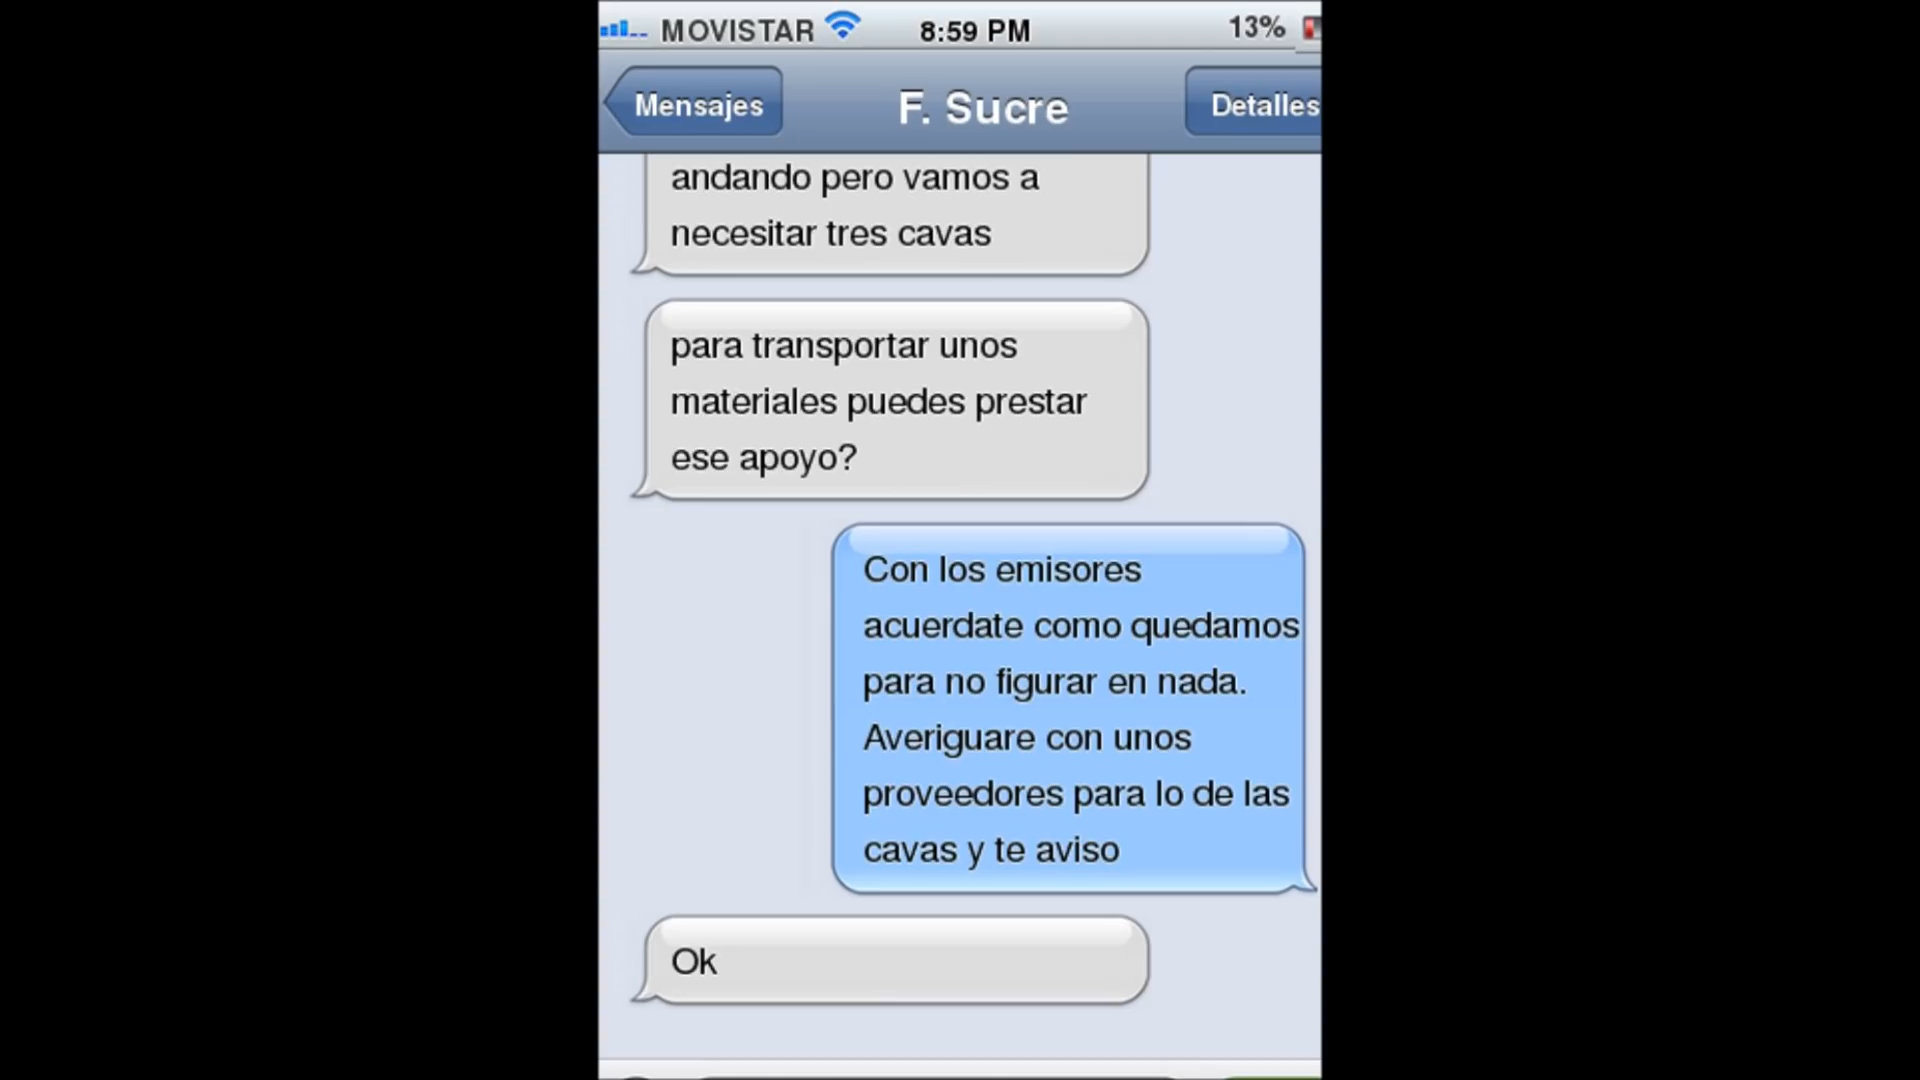 MOVISTAR 8:59 PM 13%
Mensajes F. Sucre Detalles
andando pero vamos a
necesitar tres cavas
para transportar unos
materiales puedes prestar
ese apoyo?
Con los emisores
acuerdate como quedamos
para no figurar en nada.
Averiguare con unos
proveedores para lo de las
cavas y te aviso
Ok